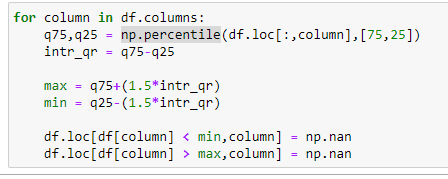 for column in df.columns:
    q75,q25 = np.percentile(df.loc[:,column],[75,25])
    intr_qr = q75-q25
    max = q75+(1.5*intr_qr)
    min = q25-(1.5*intr_qr)
    df.loc[df[column] < min,column] = np.nan
    df.loc[df[column] > max,column] = np.nan